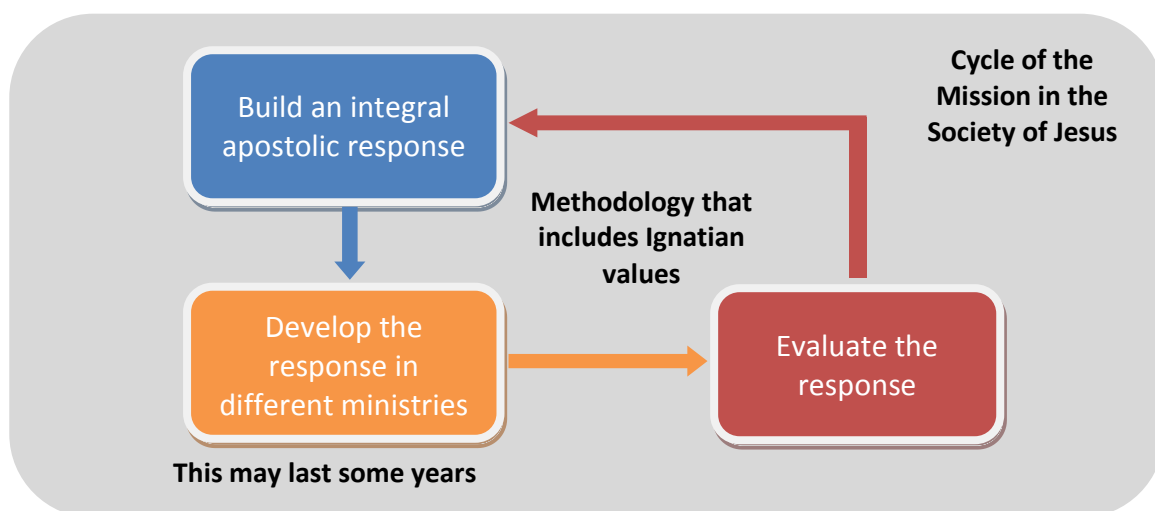 Cycle of the
Mission in the
Society of Jesus
Build an integral
apostolic response
Methodology that
includes Ignatian
values
Develop the
response in
different ministries
Evaluate the
response
This may last some years